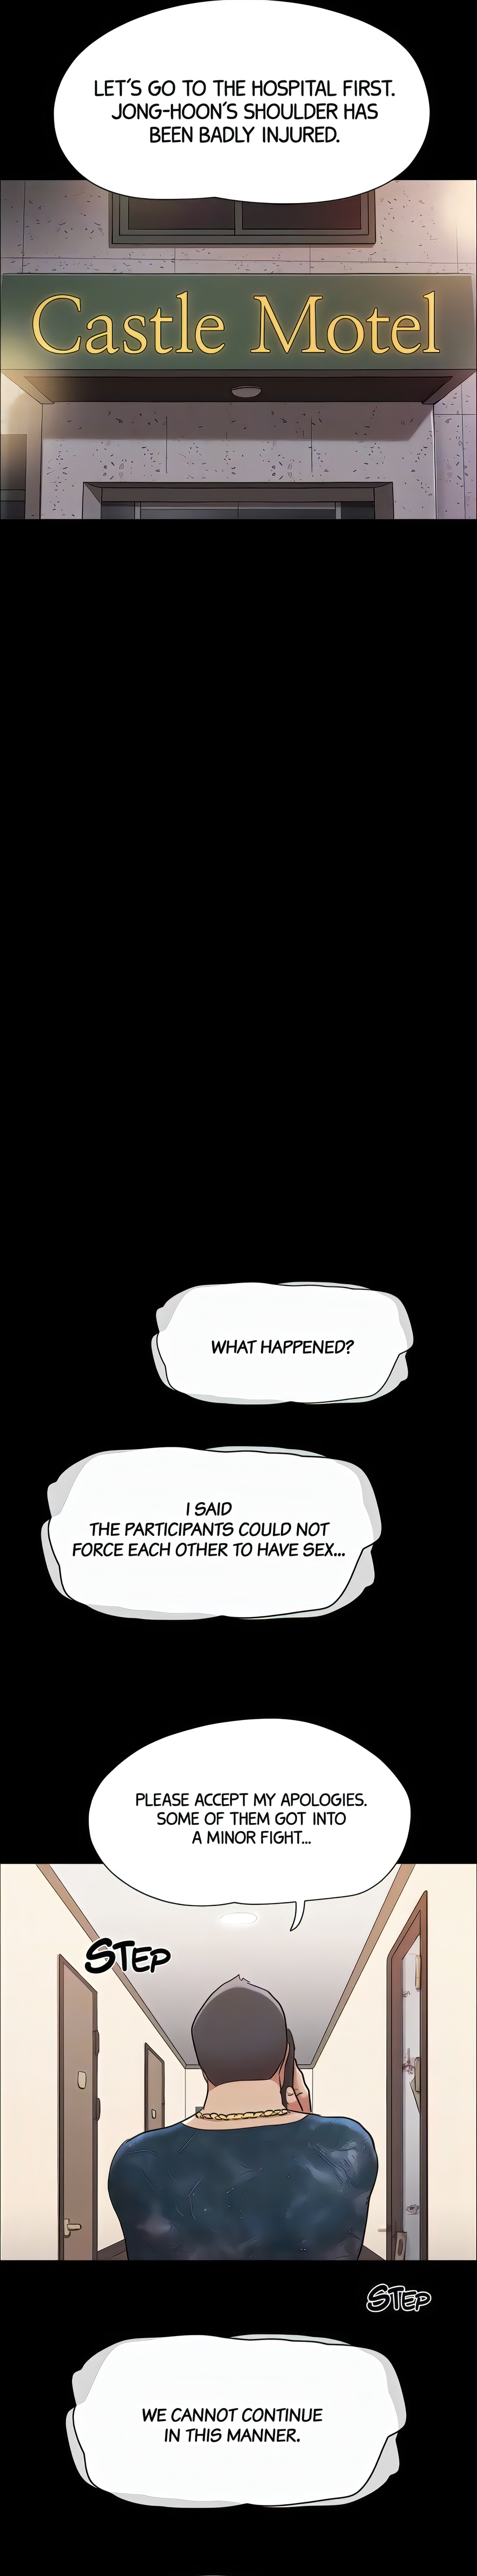 LET'S GO TO THE HOSPITAL FIRST.
JONG-HOON'S SHOULDER HAS
BEEN BADLY INJURED.
Castle Motel
WHAT HAPPENED?
I SAID
THE PARTICIPANTS COULD NOT
FORCE EACH OTHER TO HAVE SEX...
PLEASE ACCEPT MY APOLOGIES.
SOME OF THEM GOT INTO
A MINOR FIGHT...
STEP
STEP
WE CANNOT CONTINUE
IN THIS MANNER.